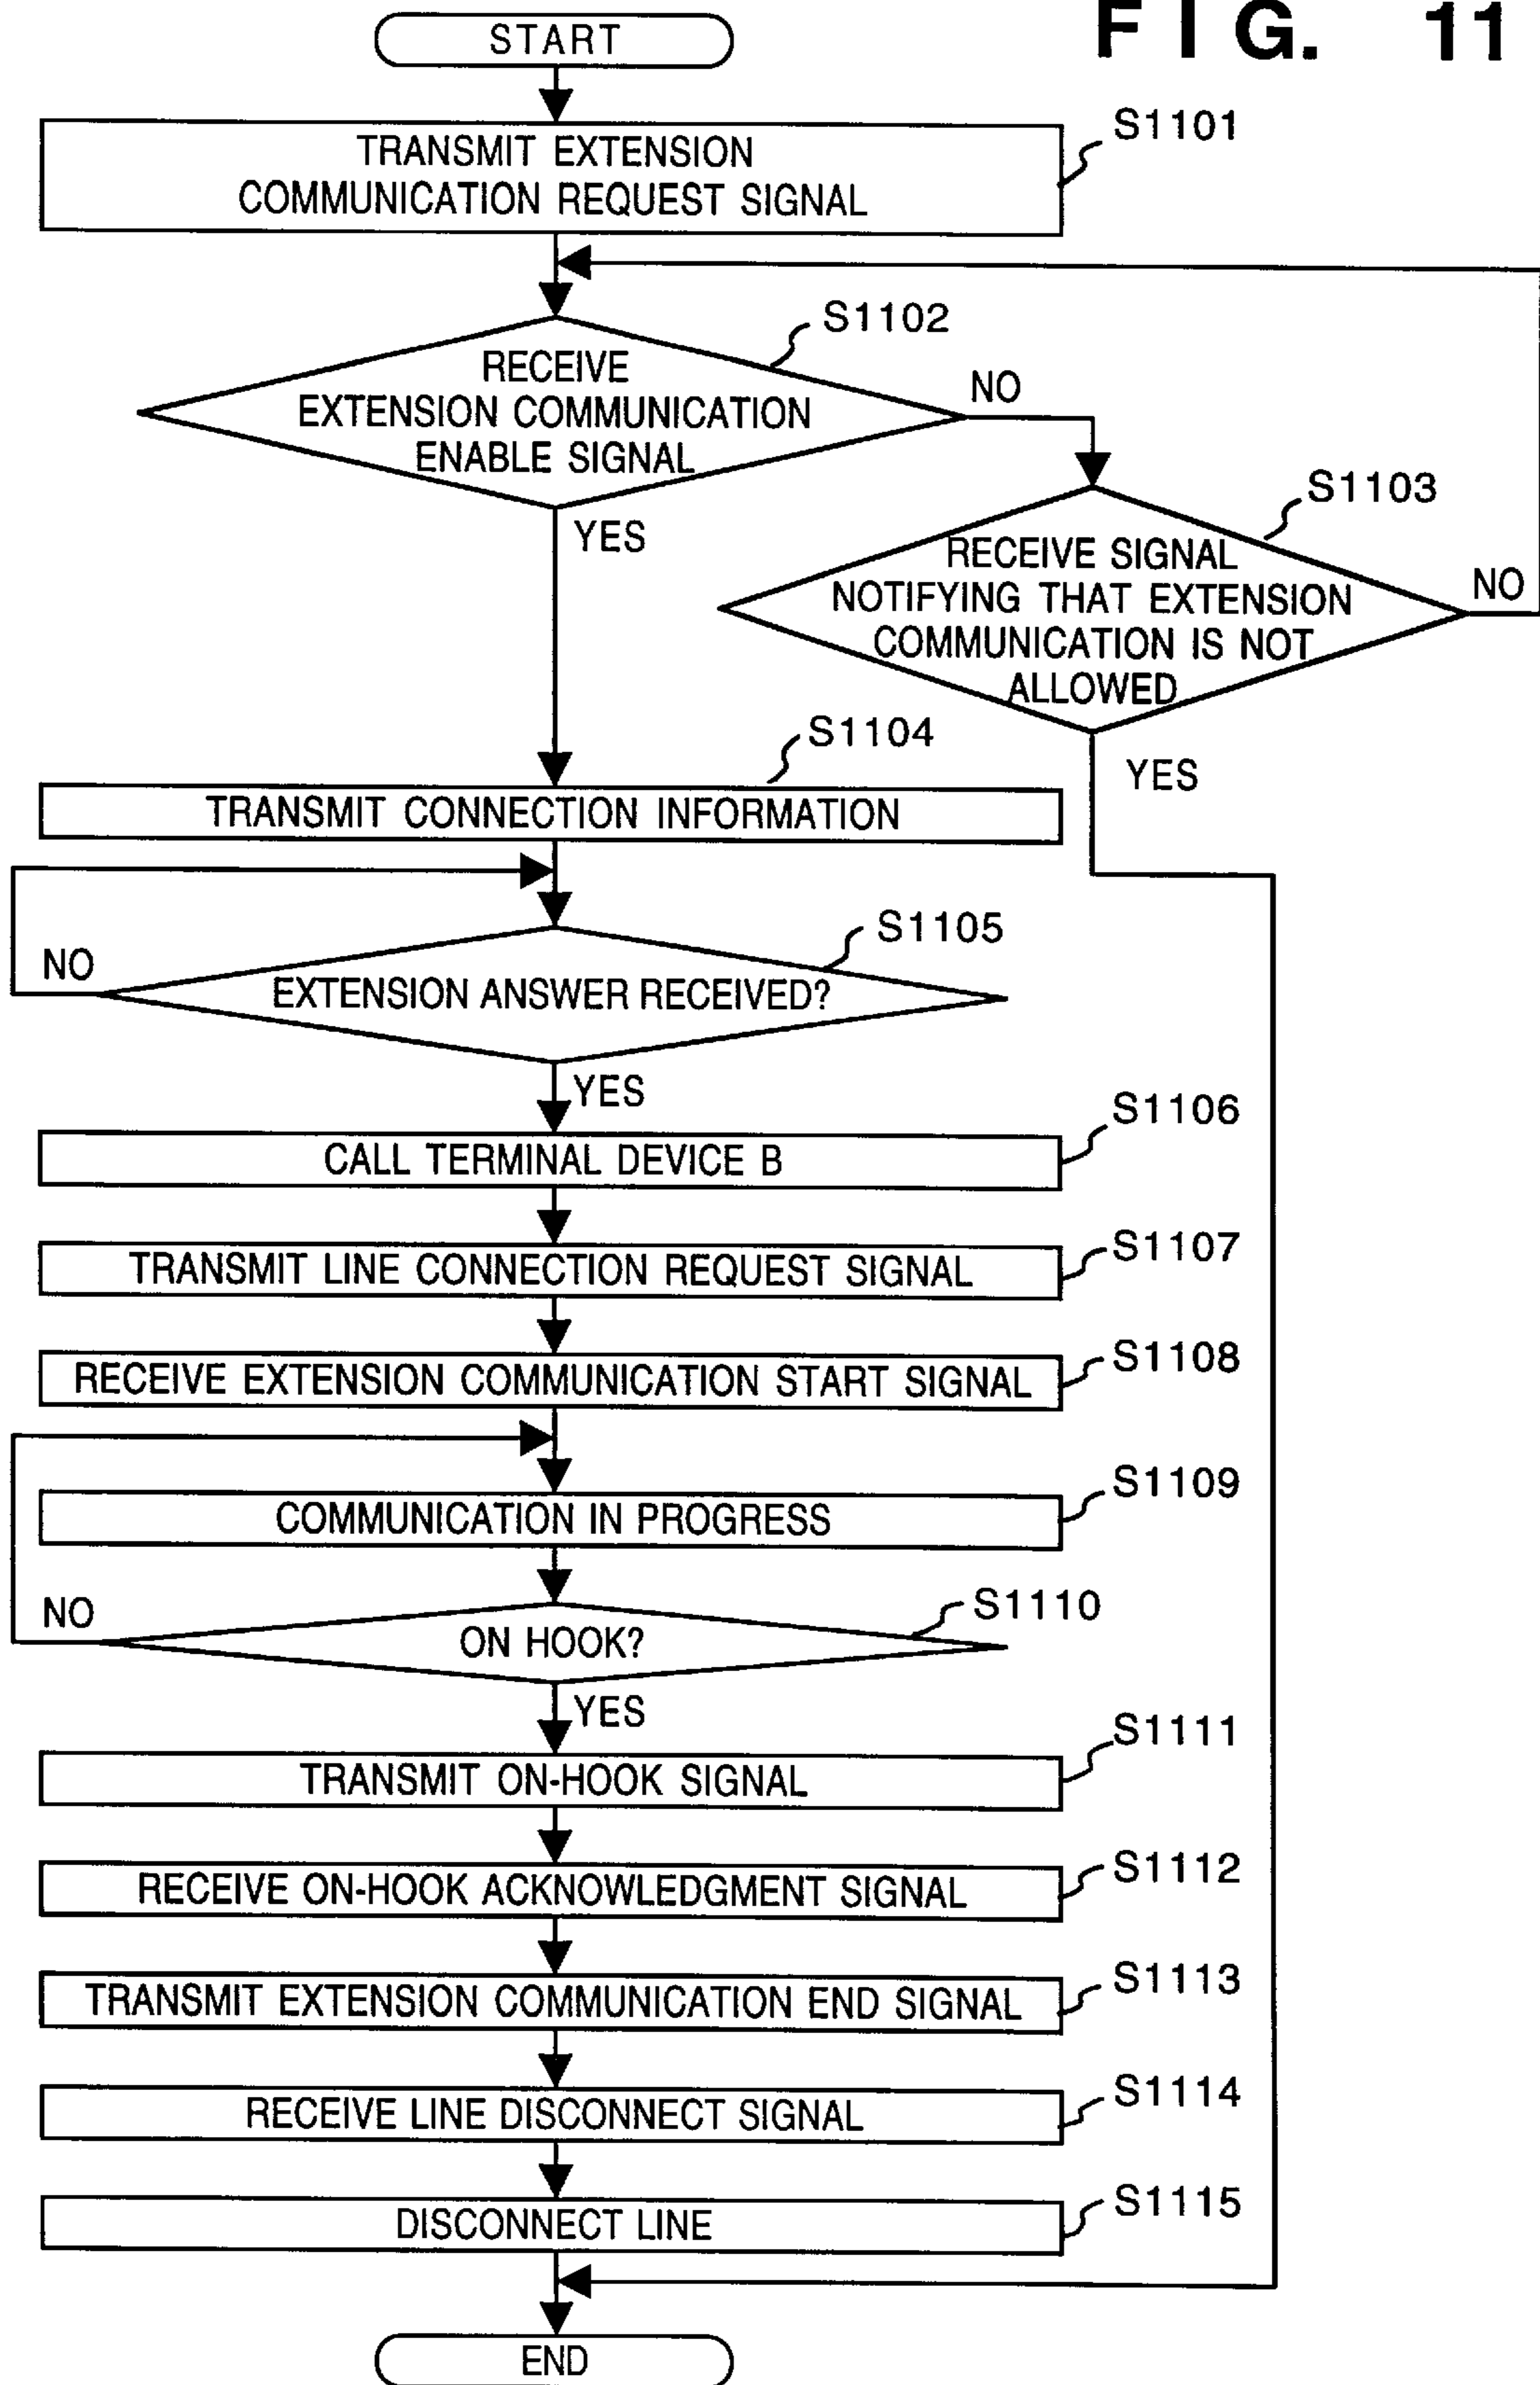 FIG. 11
START
S1101
TRANSMIT EXTENSION
COMMUNICATION REQUEST SIGNAL
S1102
RECEIVE
EXTENSION COMMUNICATION
ENABLE SIGNAL
NO
YES
S1103
RECEIVE SIGNAL
NOTIFYING THAT EXTENSION
COMMUNICATION IS NOT
ALLOWED
NO
YES
S1104
TRANSMIT CONNECTION INFORMATION
S1105
NO
EXTENSION ANSWER RECEIVED?
YES
S1106
CALL TERMINAL DEVICE B
S1107
TRANSMIT LINE CONNECTION REQUEST SIGNAL
S1108
RECEIVE EXTENSION COMMUNICATION START SIGNAL
S1109
COMMUNICATION IN PROGRESS
S1110
NO
ON HOOK?
YES
S1111
TRANSMIT ON-HOOK SIGNAL
S1112
RECEIVE ON-HOOK ACKNOWLEDGMENT SIGNAL
S1113
TRANSMIT EXTENSION COMMUNICATION END SIGNAL
S1114
RECEIVE LINE DISCONNECT SIGNAL
S1115
DISCONNECT LINE
END